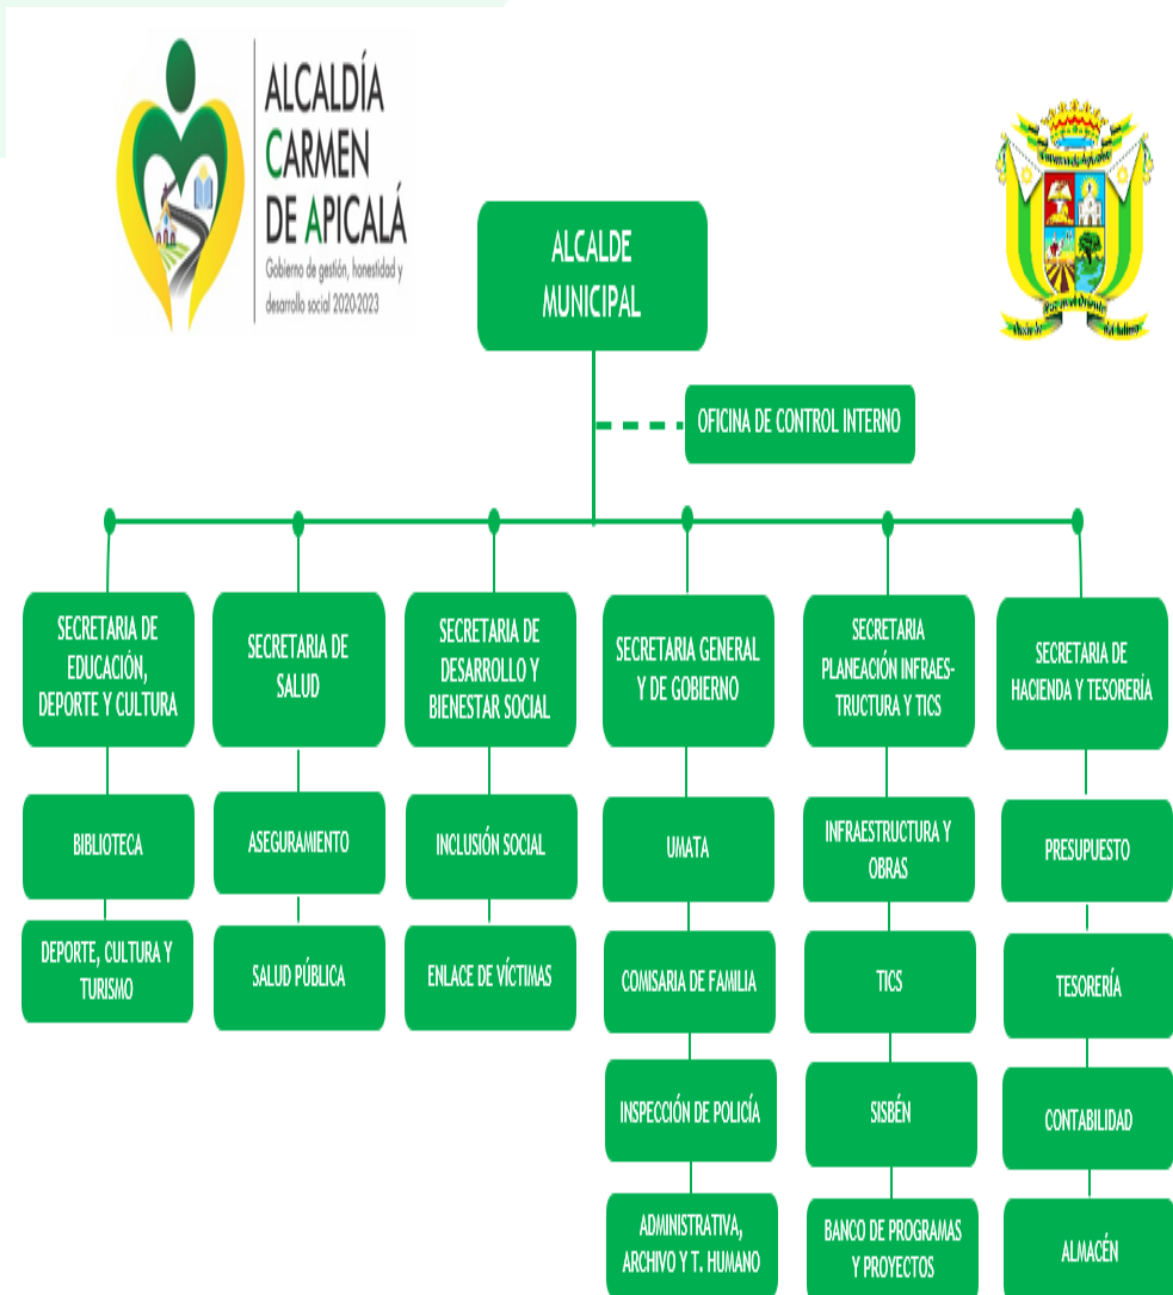 ALCALDÍA
CARMEN
DE APICALÁ
Gobierno de gestión, honestidad y
desarrollo social 2020-2023
ALCALDE
MUNICIPAL
OFICINA DE CONTROL INTERNO
SECRETARIA DE
EDUCACIÓN,
DEPORTE Y CULTURA
SECRETARIA DE
SALUD
SECRETARIA DE
DESARROLLO Y
BIENESTAR SOCIAL
SECRETARIA GENERAL
Y DE GOBIERNO
SECRETARIA
PLANEACIÓN INFRAES-
TRUCTURA Y TICS
SECRETARIA DE
HACIENDA Y TESORERÍA
BIBLIOTECA
ASEGURAMIENTO
INCLUSIÓN SOCIAL
UMATA
INFRAESTRUCTURA Y
OBRAS
PRESUPUESTO
DEPORTE, CULTURA Y
TURISMO
SALUD PÚBLICA
ENLACE DE VÍCTIMAS
COMISARIA DE FAMILIA
TICS
TESORERÍA
INSPECCIÓN DE POLICÍA
SISBÉN
CONTABILIDAD
ADMINISTRATIVA,
ARCHIVO Y T. HUMANO
BANCO DE PROGRAMAS
Y PROYECTOS
ALMACÉN